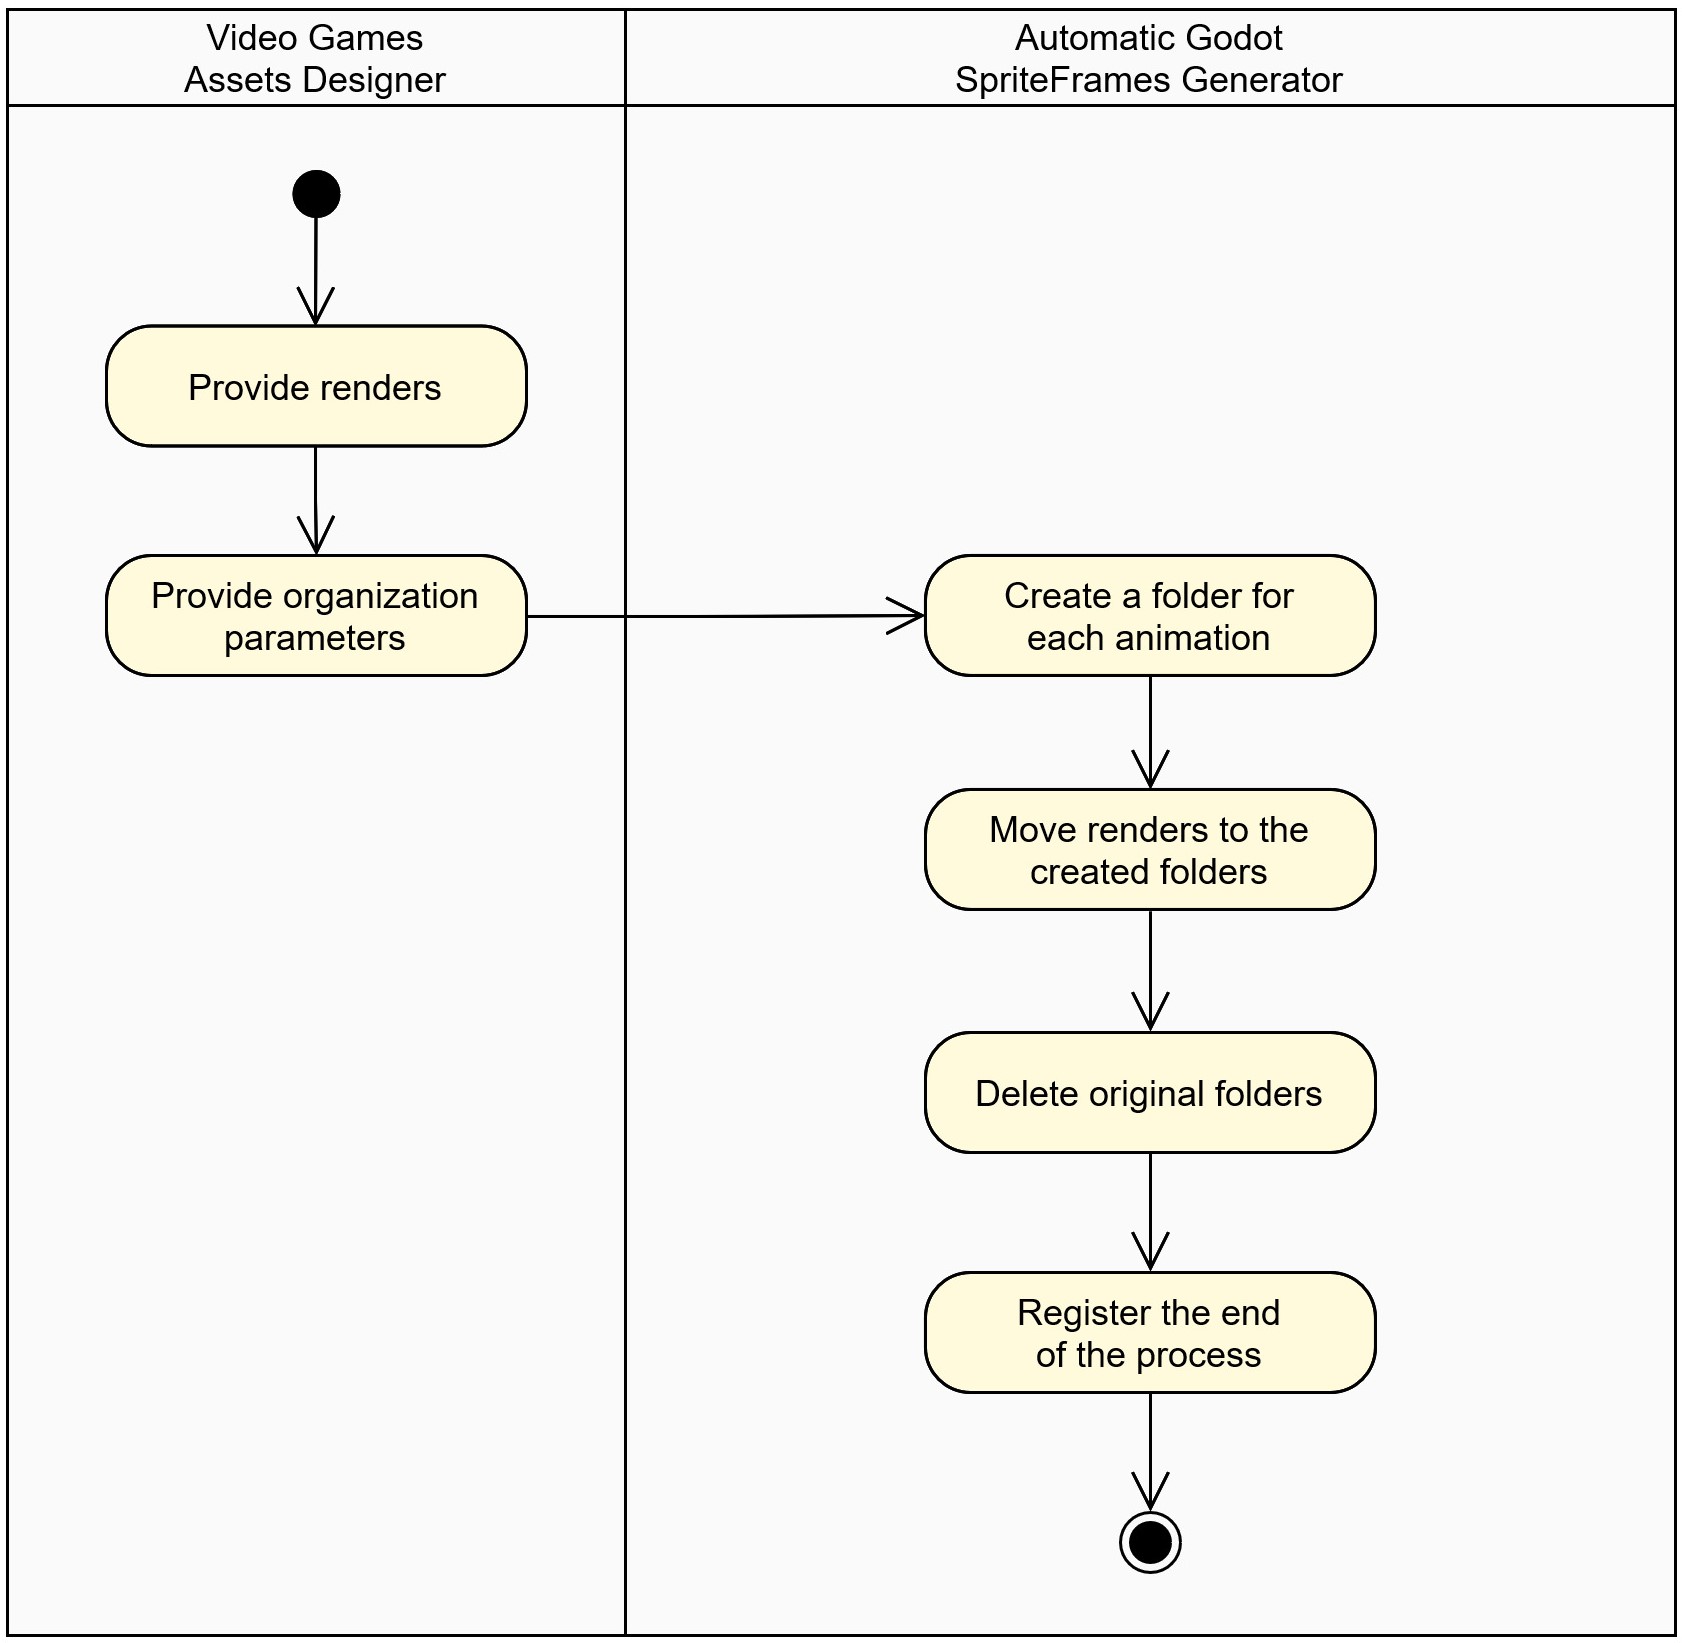 Video Games
Assets Designer
Automatic Godot
SpriteFrames Generator
Provide renders
Provide organization
parameters
Create a folder for
each animation
Move renders to the
created folders
Delete original folders
Register the end
of the process